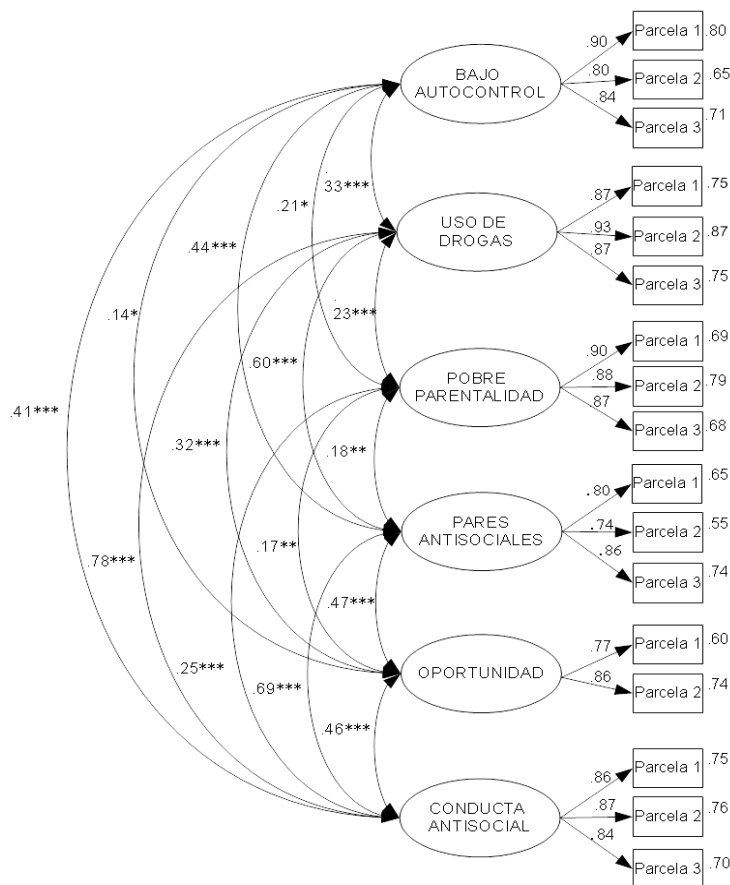 .90
Parcela 1
.80
BAJO
AUTOCONTROL
.80
Parcela 2
.65
.84
Parcela 3
.71
.33***
.21*
.44***
.14*
.41***
USO DE
DROGAS
.87
Parcela 1
.75
.93
Parcela 2
.87
.87
Parcela 3
.75
.23***
.60***
.32***
.78***
POBRE
PARENTALIDAD
.90
Parcela 1
.69
.88
Parcela 2
.79
.87
Parcela 3
.68
.18**
.17**
.25***
PARES
ANTISOCIALES
.80
Parcela 1
.65
.74
Parcela 2
.55
.86
Parcela 3
.74
.47***
.69***
OPORTUNIDAD
.77
Parcela 1
.60
.86
Parcela 2
.74
.46***
CONDUCTA
ANTISOCIAL
.86
Parcela 1
.75
.87
Parcela 2
.76
.84
Parcela 3
.70